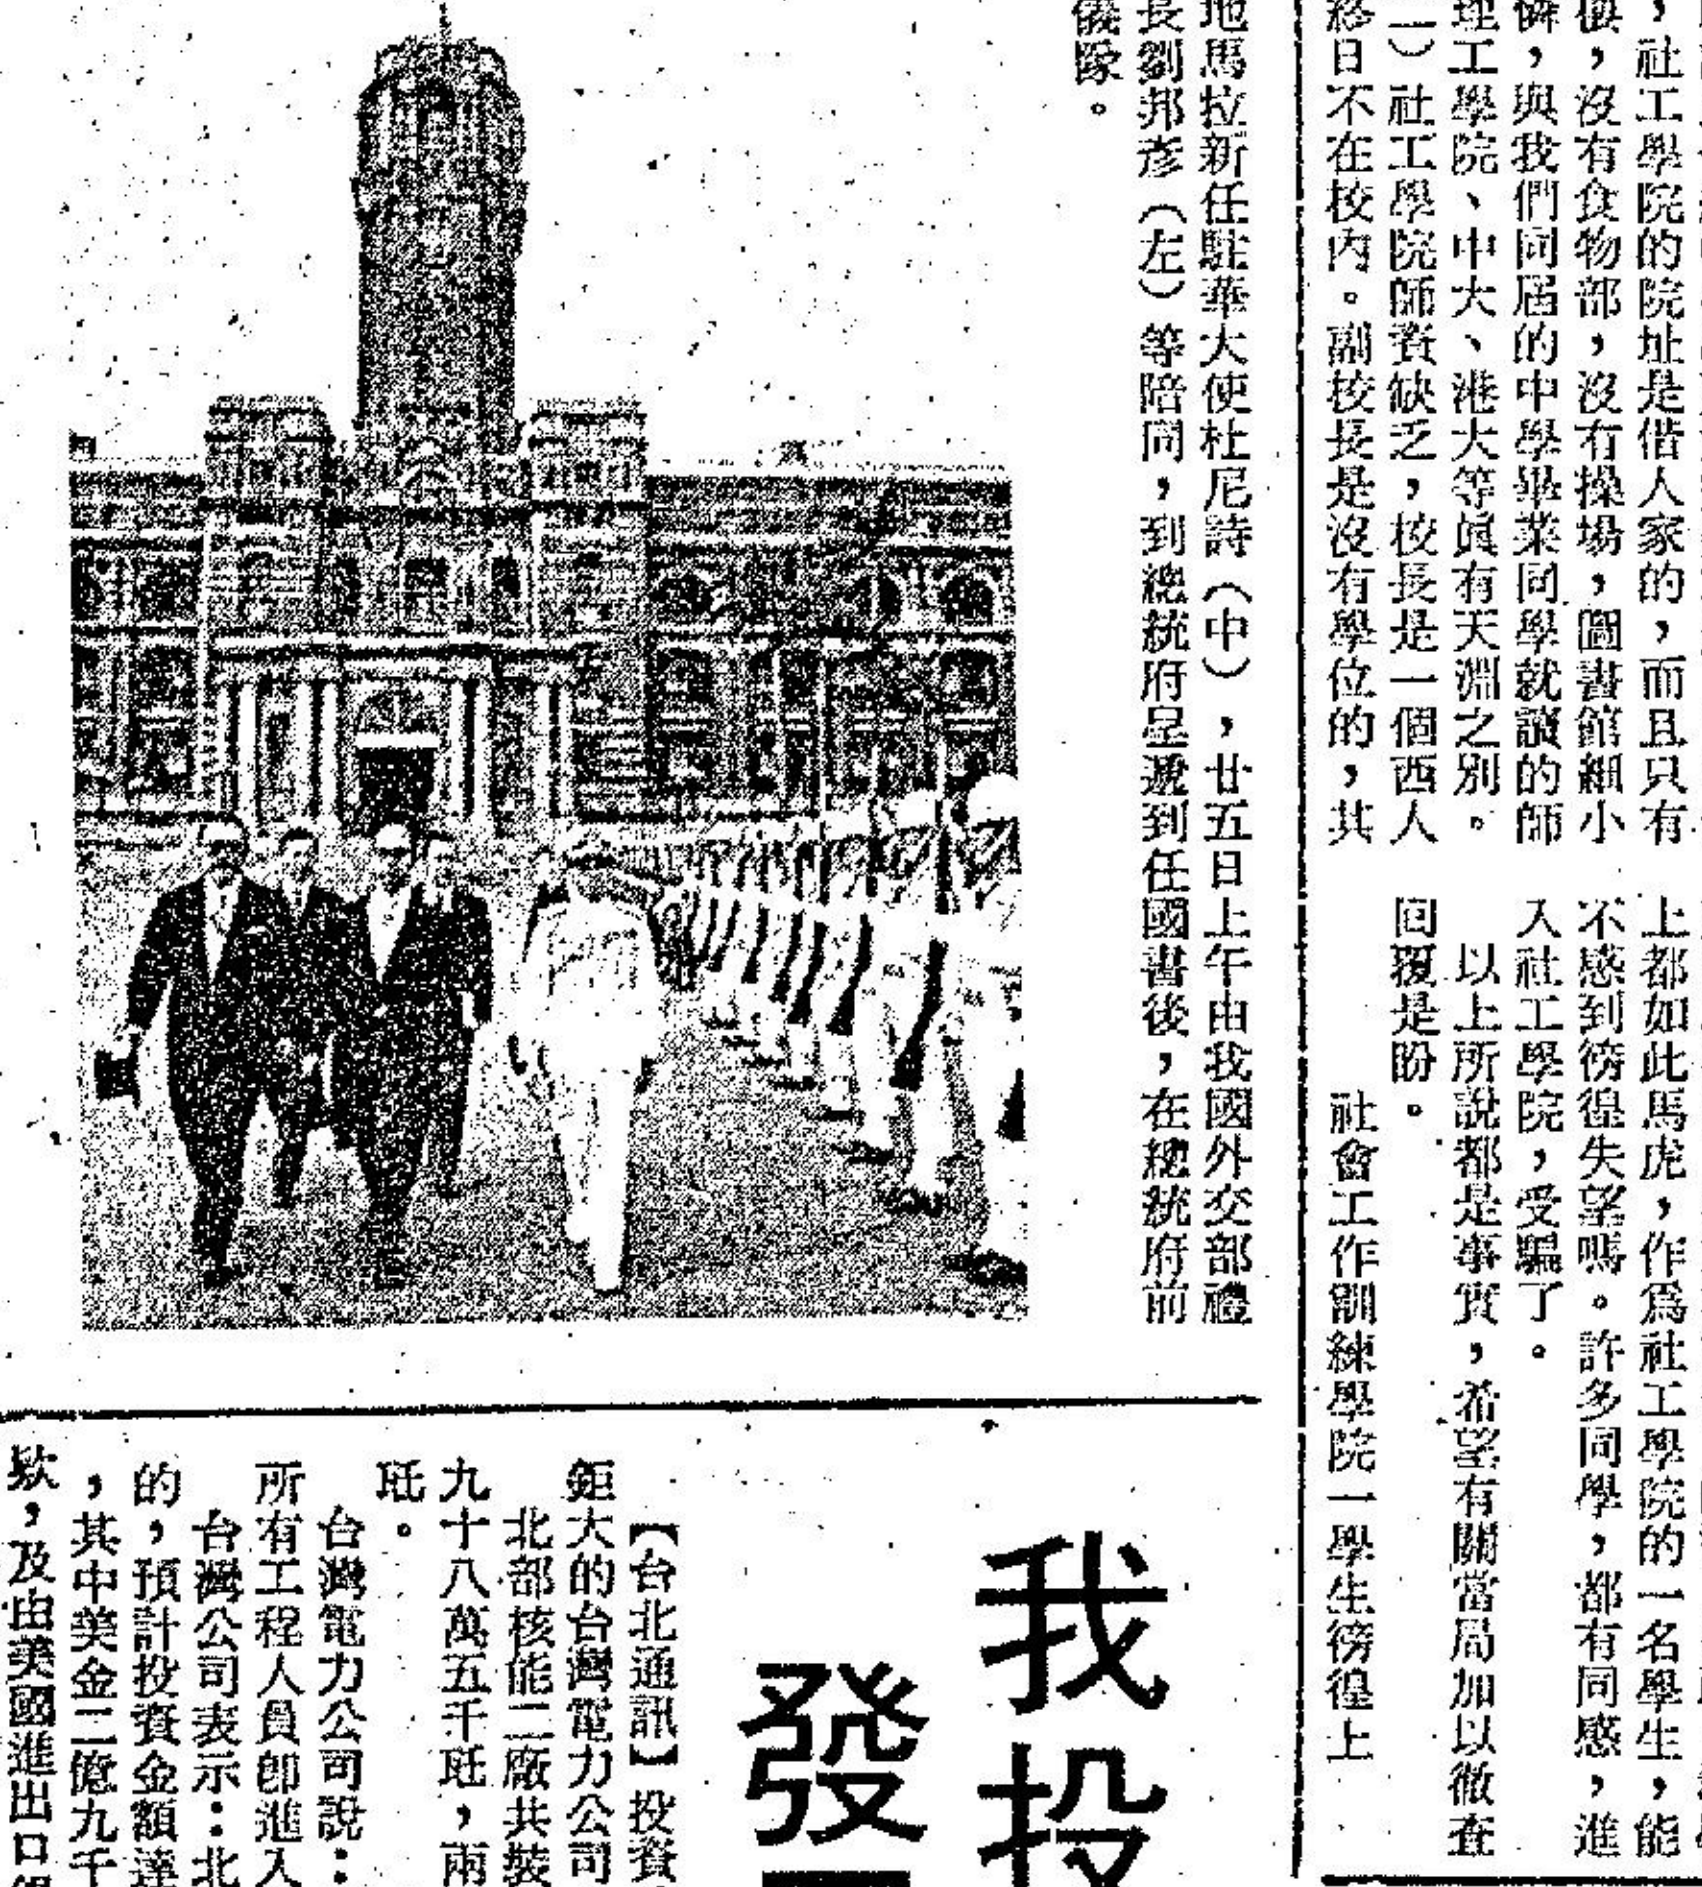 ，社工學院的院址是借人家的，而且只有
，沒有食物部，沒有操場，圖書館細小
憐，與我們同屆的中學畢業同學就讀的師
理工學院、中大、港大等眞有天淵之別。
二）社工學院師資缺乏，校長是一個西人
終日不在校內。副校長是沒有學位的，其
上都如此馬虎，作爲社工學院的一名學生，能
不感到徬徨失望嗎。許多同學，都有同感，進
入社工學院，受騙了。
以上所說都是事實，希望有關當局加以徹查
回覆是盼。
社會工作訓練學院一學生徬徨上
地馬拉新任駐華大使杜尼詩（中），廿五日上午由我國外交部禮
長劉邦彥（左）等陪同，到總統府呈遞到任國書後，在總統府前
儀隊。
我投
發
【台北通訊】投資
鉅大的台灣電力公司
北部核能二廠共裝
九十八萬五千瓩，兩
瓩。
台灣電力公司說：
所有工程人員卽進入
台灣公司表示：北
的，預計投資金額達
，其中美金二億九千
欵，及由美國進出口